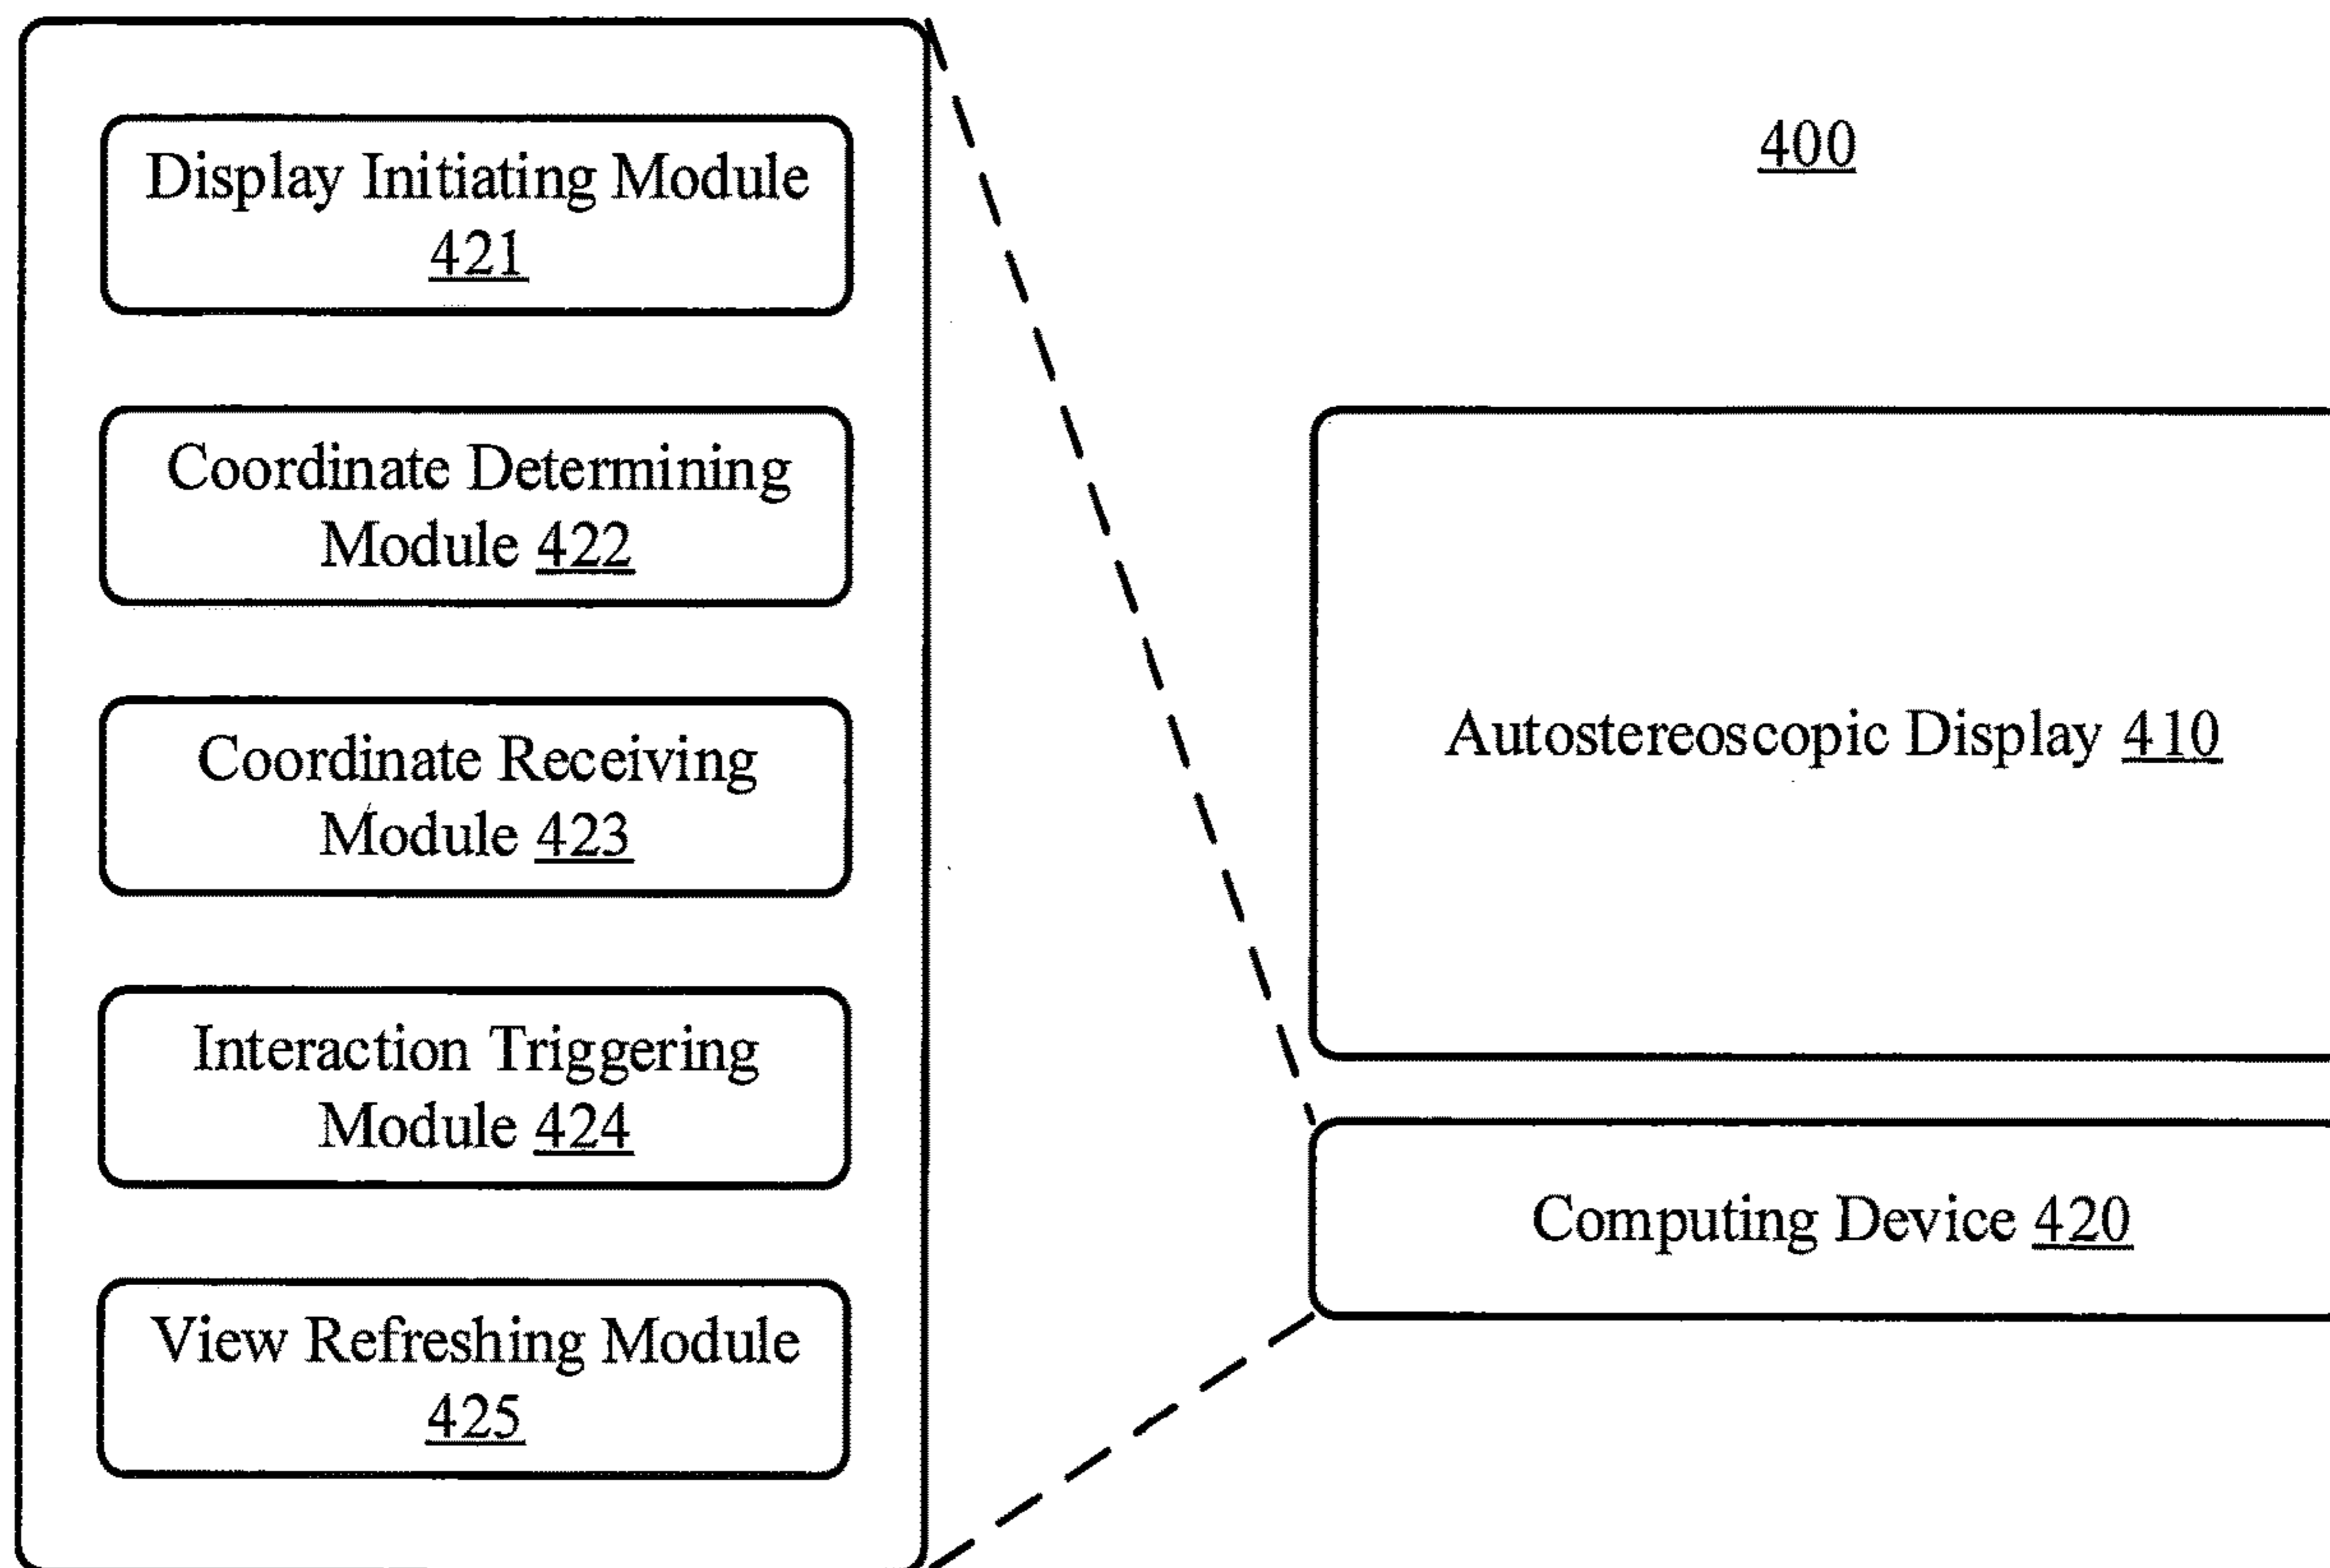 Display Initiating Module
421
Coordinate Determining
Module 422
Coordinate Receiving
Module 423
Interaction Triggering
Module 424
View Refreshing Module
425
400
Autostereoscopic Display 410
Computing Device 420